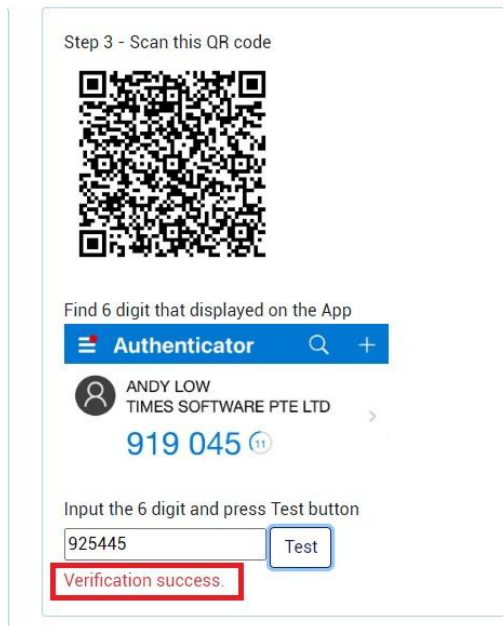 Step 3 - Scan this QR code
Find 6 digit that displayed on the App
Authenticator
ANDY LOW
TIMES SOFTWARE PTE LTD
919 045 11
Input the 6 digit and press Test button
925445 Test
Verification success.